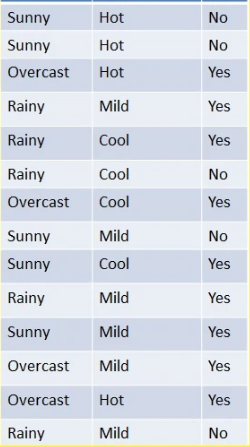 Sunny Hot No
Sunny Hot No
Overcast Hot Yes
Rainy Mild Yes
Rainy Cool Yes
Rainy Cool No
Overcast Cool Yes
Sunny Mild No
Sunny Cool Yes
Rainy Mild Yes
Sunny Mild Yes
Overcast Mild Yes
Overcast Hot Yes
Rainy Mild No